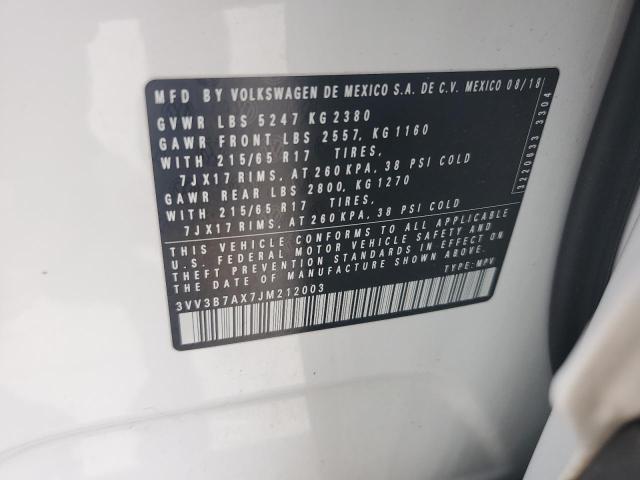 MFD BY VOLKSWAGEN DE MEXICO S.A. DE C.V. MEXICO 08/18
GVWR LBS 5247 KG 2380
GAWR FRONT LBS 2557, KG 1160
WITH 215/65 R17 TIRES,
7JX17 RIMS, AT 260 KPA, 38 PSI COLD
GAWR REAR LBS 2800, KG 1270
WITH 215/65 R17 TIRES,
7JX17 RIMS, AT 260 KPA, 38 PSI COLD
THIS VEHICLE CONFORMS TO ALL APPLICABLE
U.S. FEDERAL MOTOR VEHICLE SAFETY AND
THEFT PREVENTION STANDARDS IN EFFECT ON
THE DATE OF MANUFACTURE SHOWN ABOVE.
3VV3B7AX7JM212003 TYPE: MPV
3220633 3304